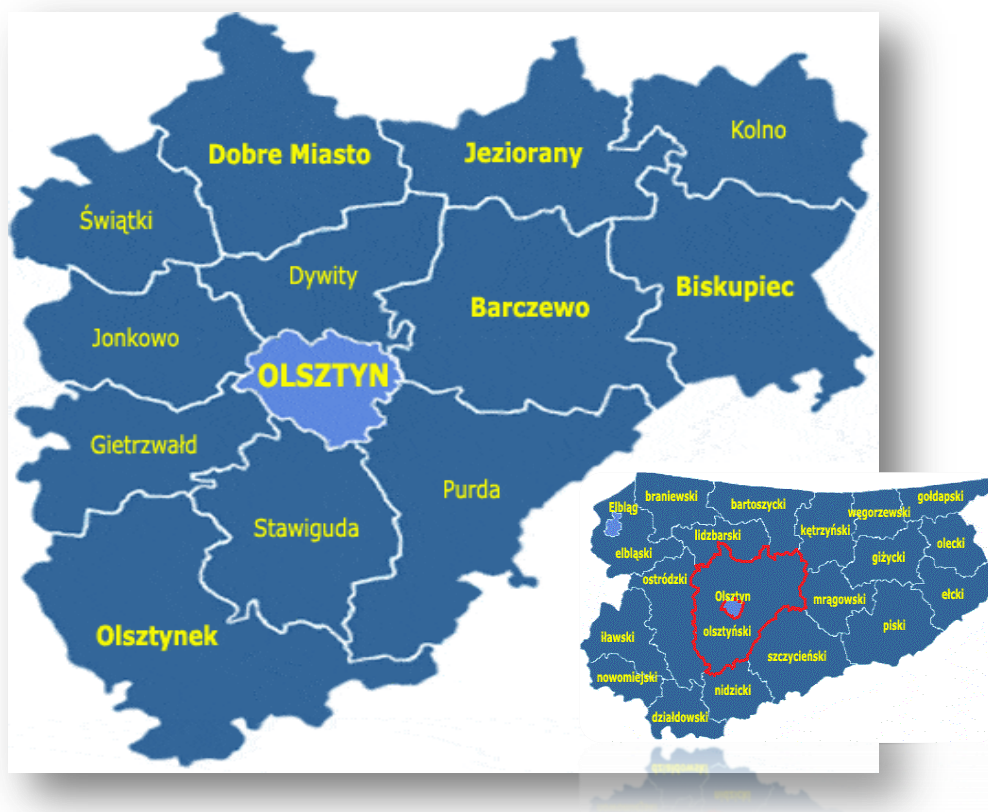 Kolno
Dobre Miasto
Jeziorany
Świątki
Dywity
Biskupiec
Barczewo
Jonkowo
OLSZTYN
Gietrzwałd
Purda
Stawiguda
Olsztynek
Elbląg
braniewski
bartoszycki
gołdapski
węgorzewski
kętrzyński
lidzbarski
elbląski
olecki
giżycki
ostródzki
Olsztyn
mrągowski
ełcki
piski
olsztyński
iławski
szczycieński
nowomiejski
nidzicki
działdowski